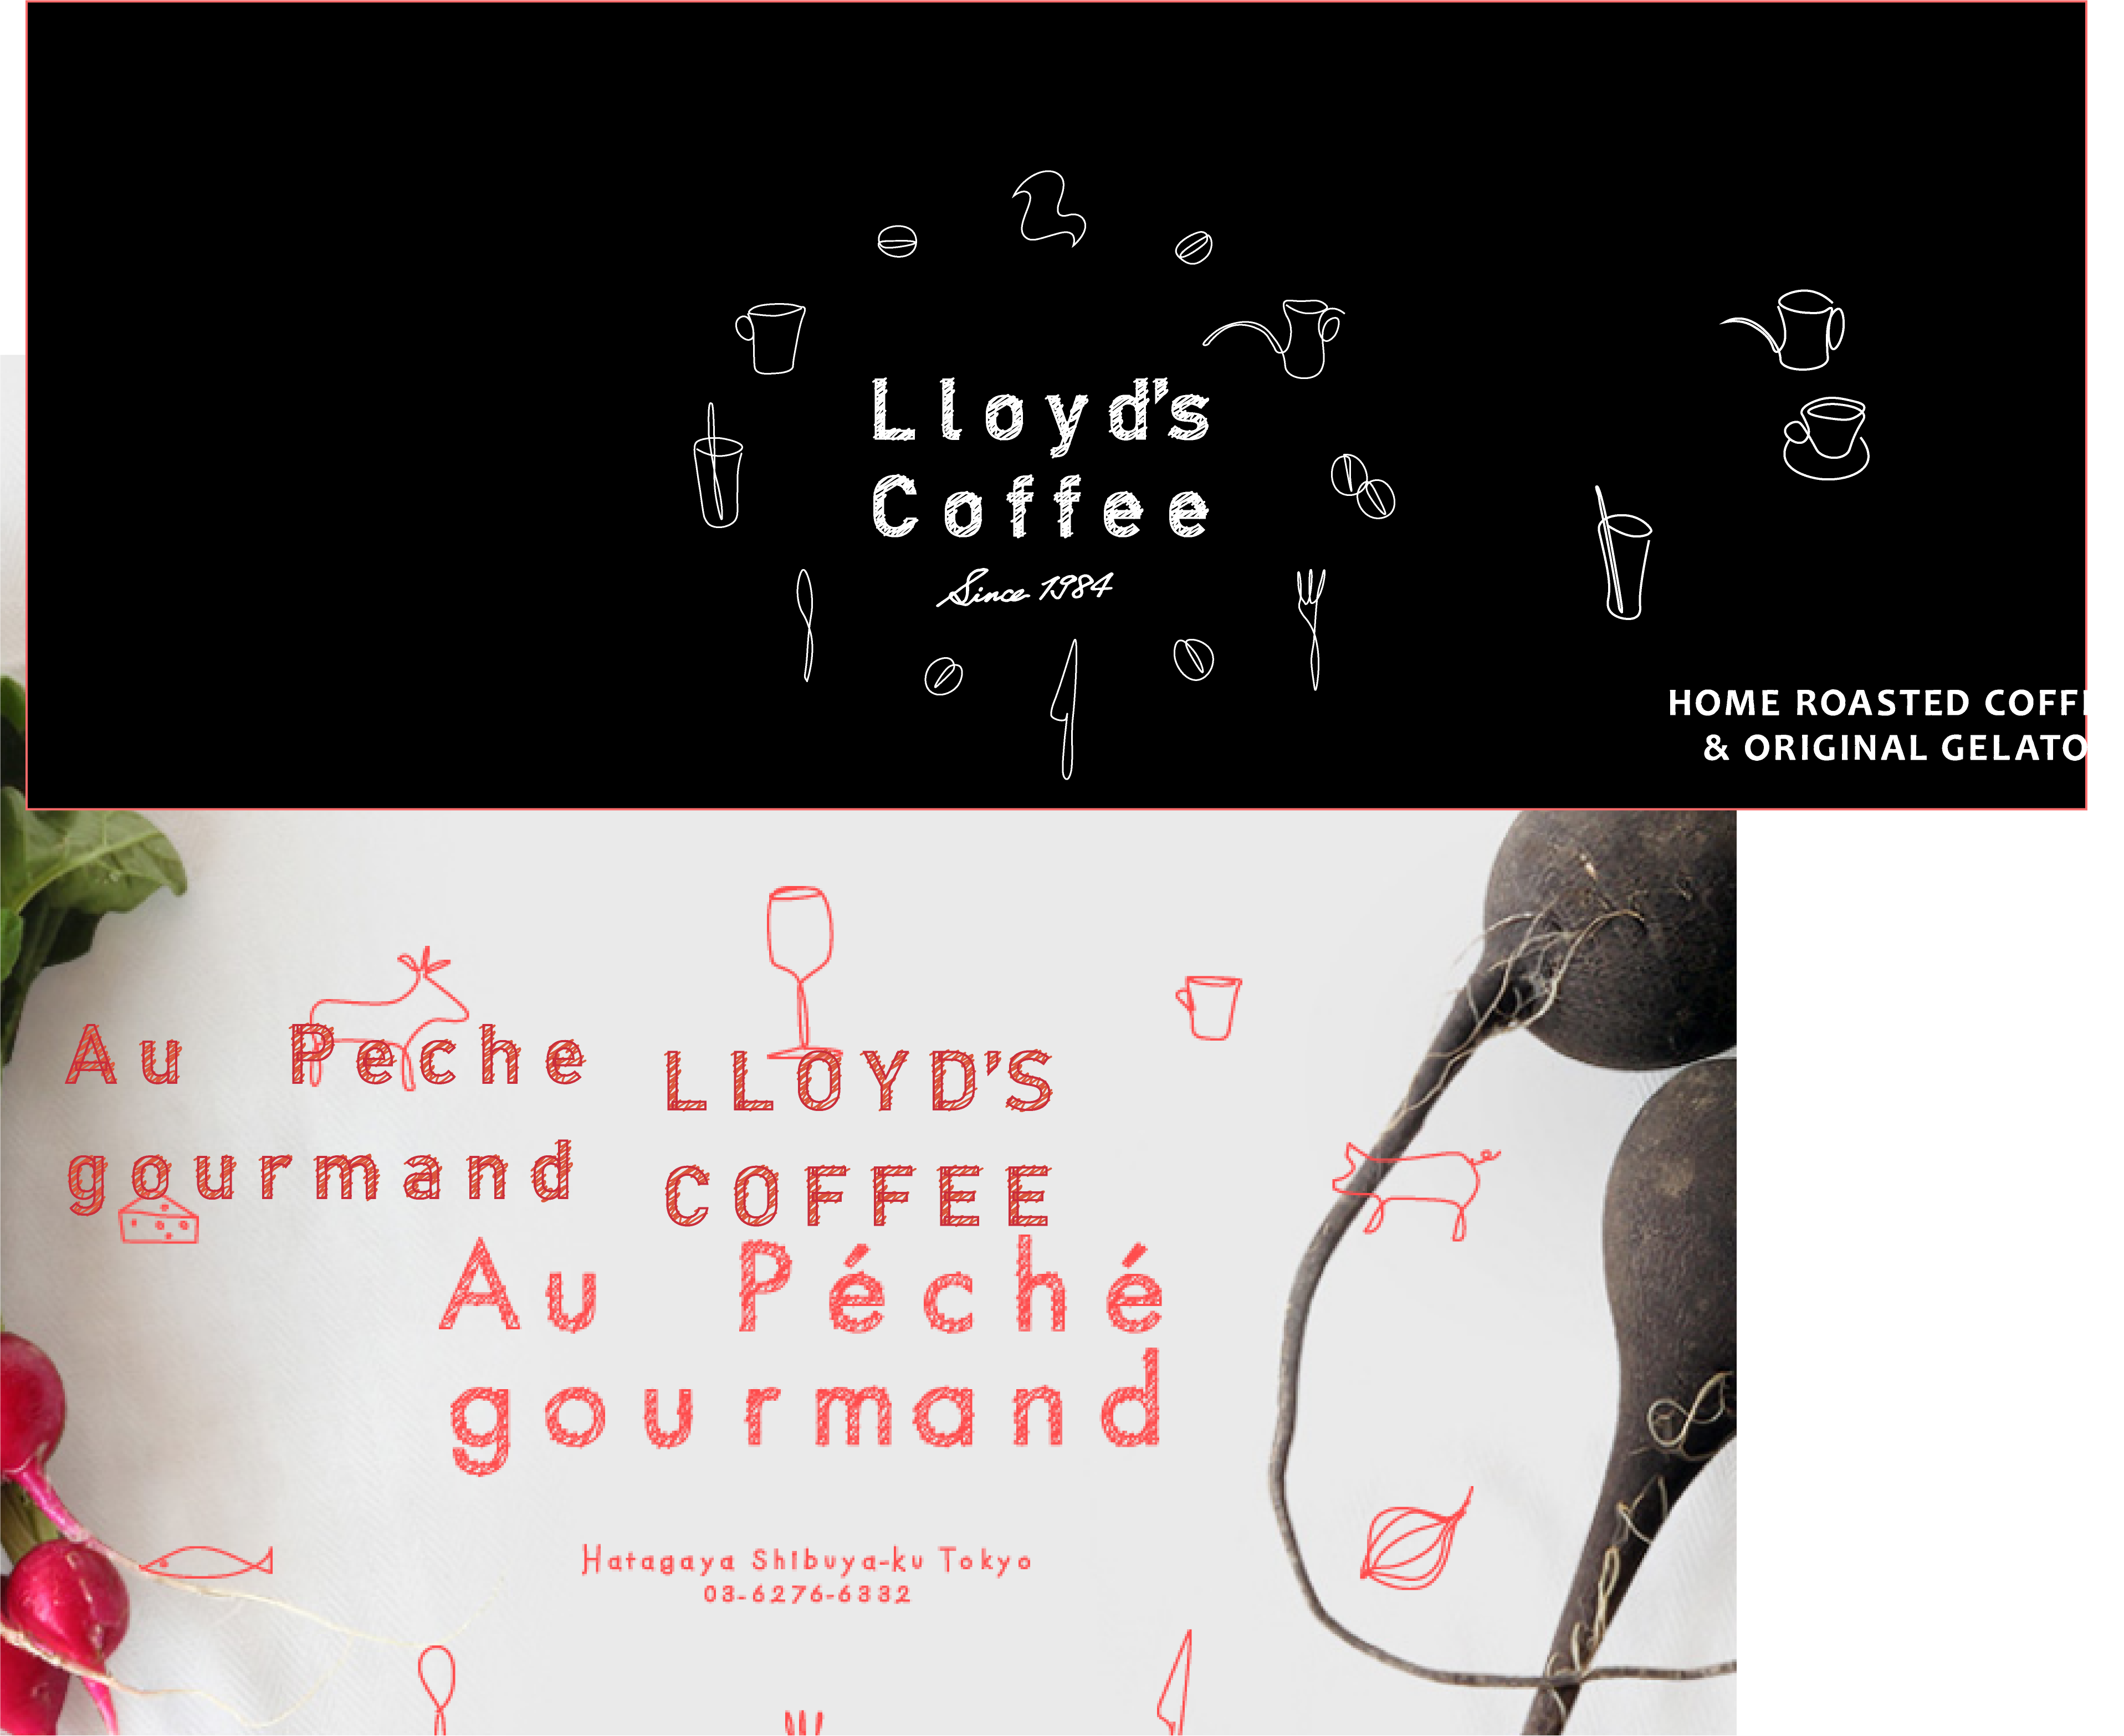 Lloyd's
Coffee
Since 1984
HOME ROASTED COFF
& ORIGINAL GELATO
Au Peche
gourmand
LLOYD'S
COFFEE
Au Péché
gourmand
Hatagaya Shibuya-ku Tokyo
03-6276-6332